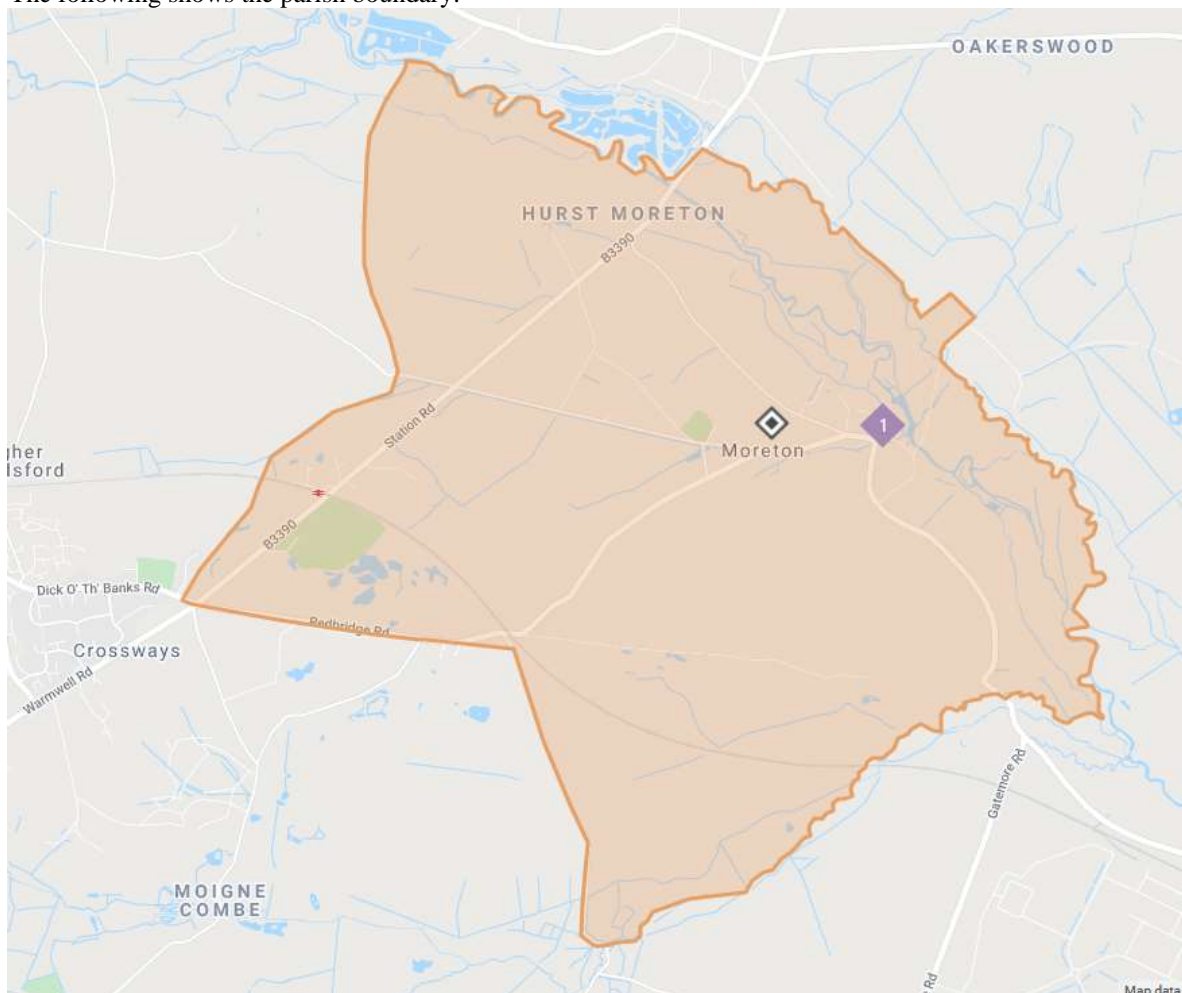 The following shows the parish boundary.
OAKERSWOOD
HURST MORETON
B3390
Station Rd
1
Moreton
gher
lsford
B3390
Dick O' Th' Banks Rd
Redbridge Rd
Crossways
Warmwell Rd
Gatemore Rd
MOIGNE
COMBE
Rd
Map data